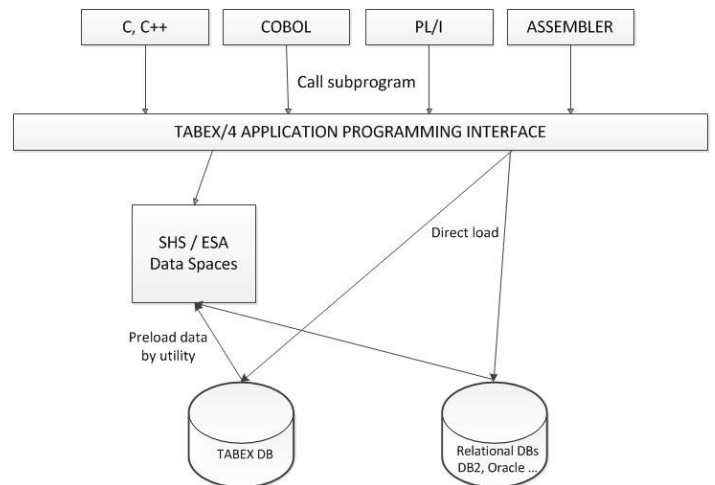 C, C++
COBOL
PL/I
ASSEMBLER
Call subprogram
TABEX/4 APPLICATION PROGRAMMING INTERFACE
SHS / ESA
Data Spaces
Direct load
Preload data
by utility
TABEX DB
Relational DBs
DB2, Oracle ...